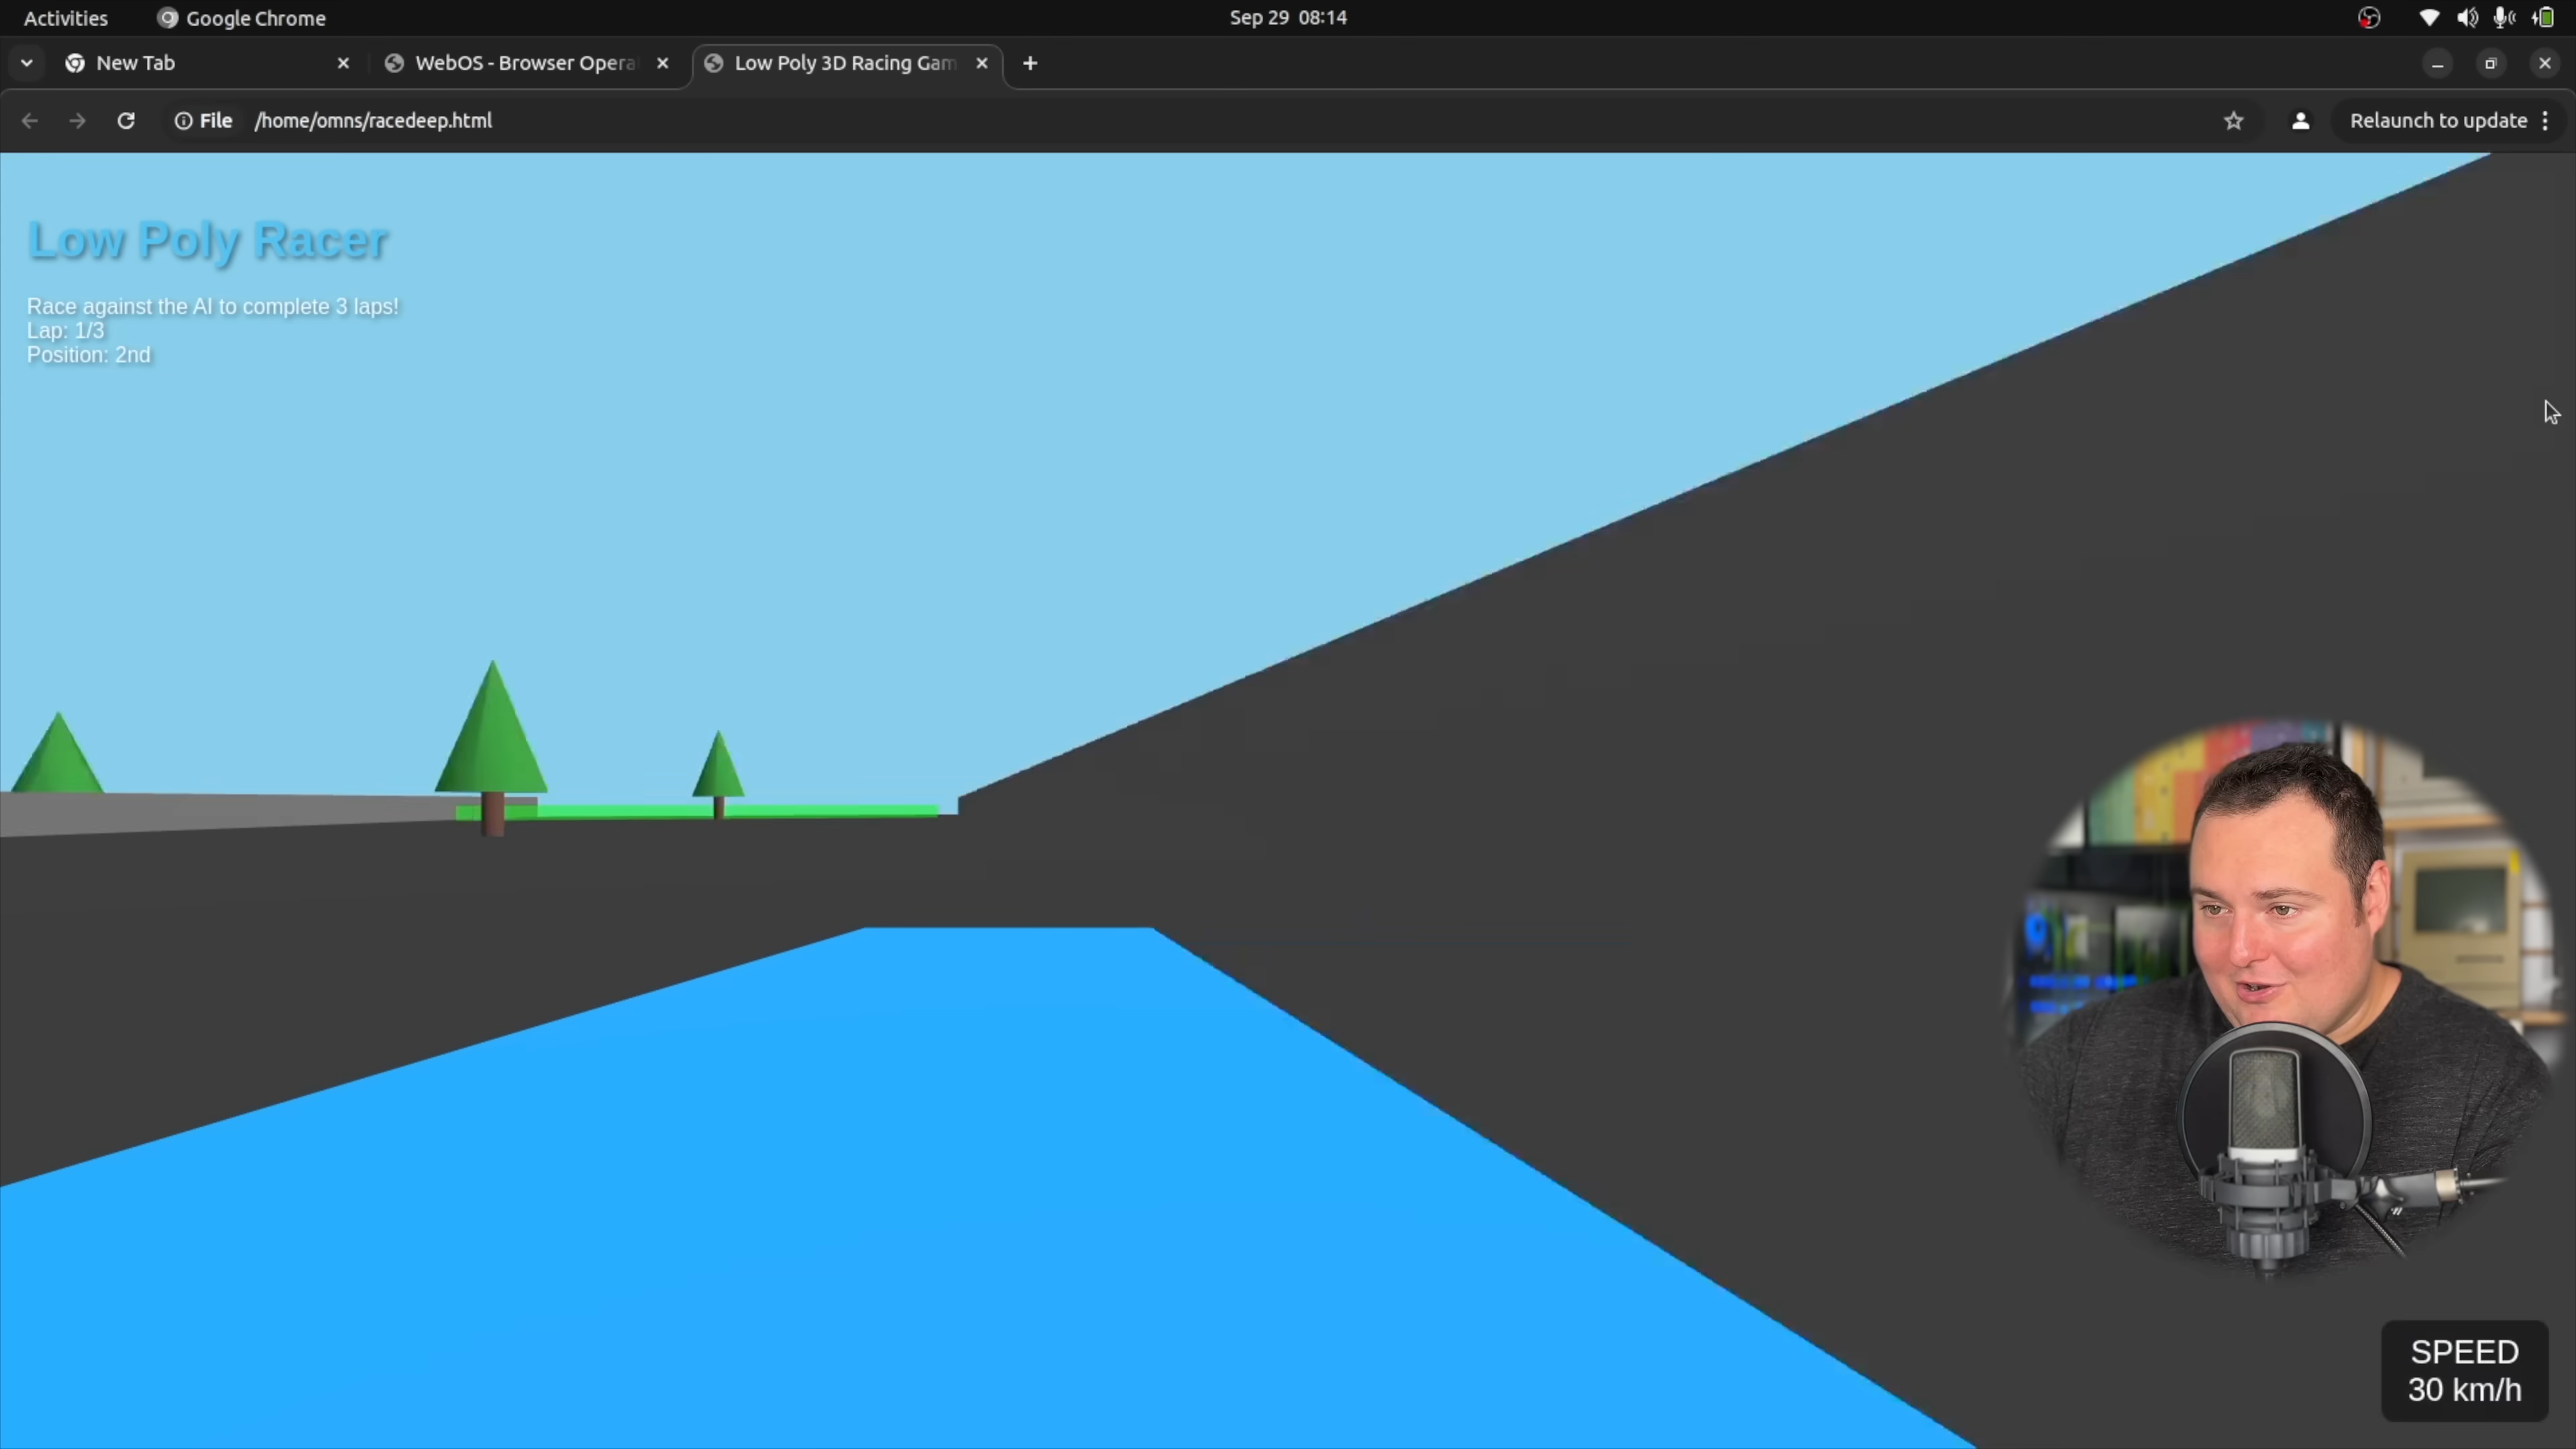 Activities
Google Chrome
Sep 29 08:14
New Tab
WebOS - Browser Opera
Low Poly 3D Racing Gam
File
/home/omns/racedeep.html
Relaunch to update
Low Poly Racer
Race against the AI to complete 3 laps!
Lap: 1/3
Position: 2nd
SPEED
30 km/h